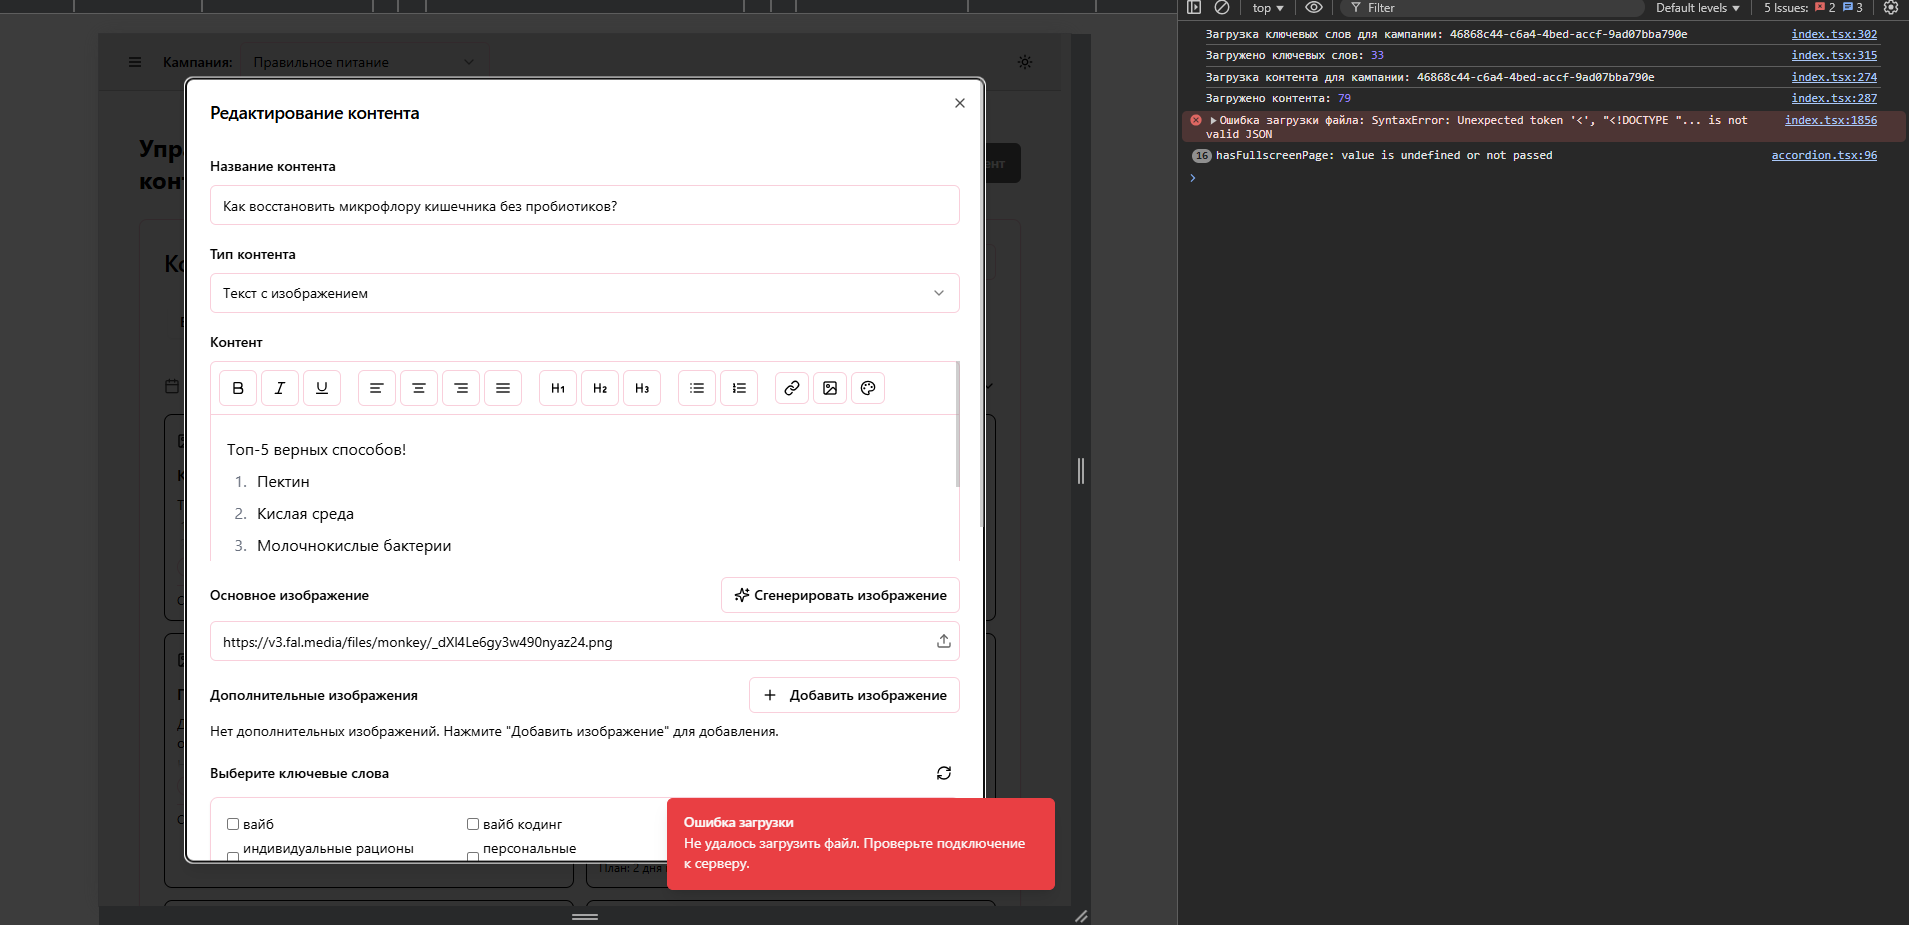 Кампания:
Правильное питание
Редактирование контента
Название контента
Как восстановить микрофлору кишечника без пробиотиков?
Тип контента
Текст с изображением
Контент
B I U H1 H2 H3
Топ-5 верных способов!
1. Пектин
2. Кислая среда
3. Молочнокислые бактерии
Основное изображение
Сгенерировать изображение
https://v3.fal.media/files/monkey/_dXl4Le6gy3w490nyaz24.png
Дополнительные изображения
Добавить изображение
Нет дополнительных изображений. Нажмите "Добавить изображение" для добавления.
Выберите ключевые слова
вайб
вайб кодинг
индивидуальные рационы
персональные
Ошибка загрузки
Не удалось загрузить файл. Проверьте подключение
к серверу.
План: 2 дня
top
Filter
Default levels
5 Issues: 2 3
Загрузка ключевых слов для кампании: 46868c44-c6a4-4bed-accf-9ad07bba790e index.tsx:302
Загружено ключевых слов: 33 index.tsx:315
Загрузка контента для кампании: 46868c44-c6a4-4bed-accf-9ad07bba790e index.tsx:274
Загружено контента: 79 index.tsx:287
Ошибка загрузки файла: SyntaxError: Unexpected token '<', "<!DOCTYPE "... is not index.tsx:1856
valid JSON
16 hasFullscreenPage: value is undefined or not passed accordion.tsx:96